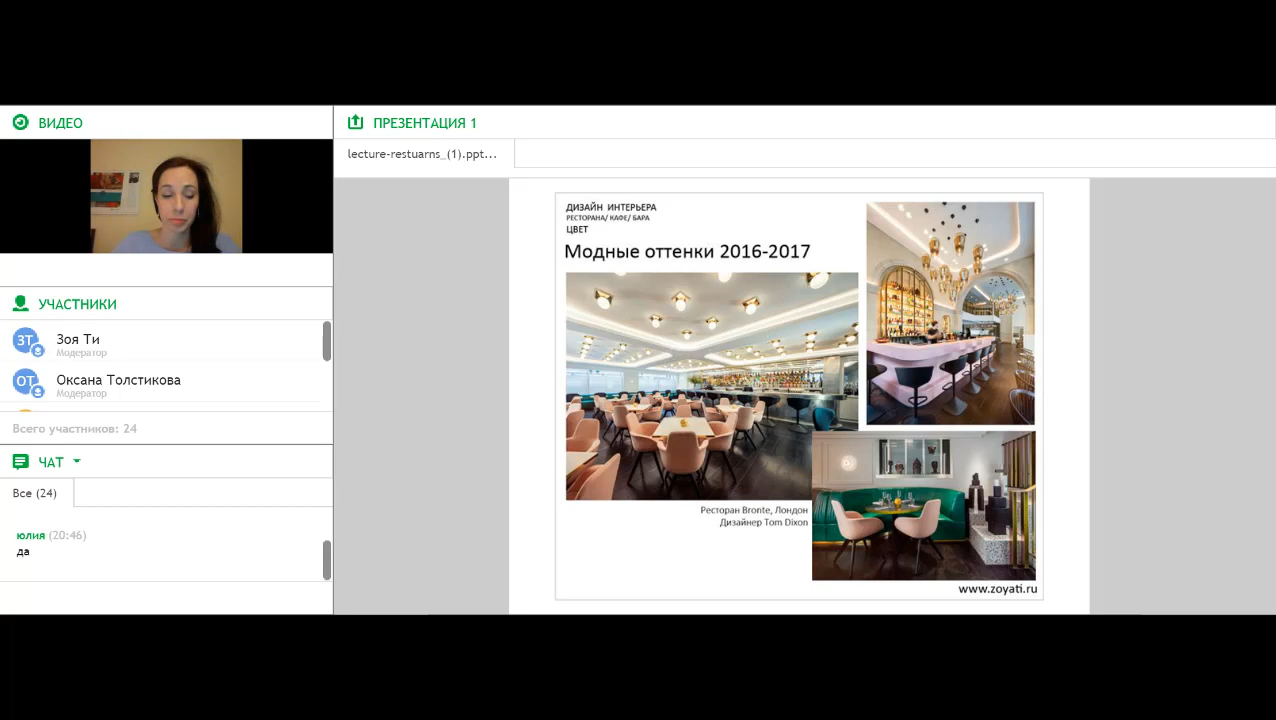 ВИДЕО
УЧАСТНИКИ
ЗТ
Зоя Ти
Модератор
ОТ
Оксана Толстикова
Модератор
Всего участников: 24
ЧАТ
Все (24)
юлия (20:46)
да
ПРЕЗЕНТАЦИЯ 1
lecture-restuarns_(1).ppt...
ДИЗАЙН ИНТЕРЬЕРА
РЕСТОРАНА/ КАФЕ/ БАРА
ЦВЕТ
Модные оттенки 2016-2017
Ресторан Bronte, Лондон
Дизайнер Tom Dixon
www.zoyati.ru